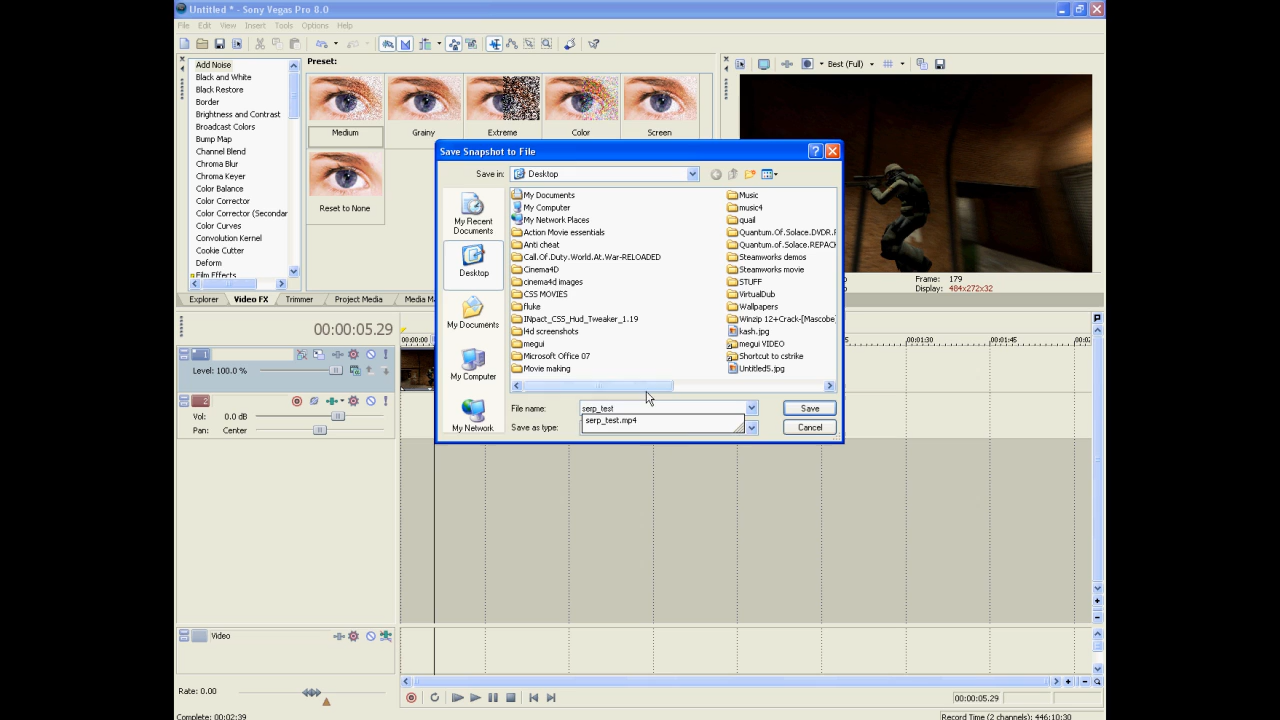 Untitled * - Sony Vegas Pro 8.0
File Edit View Insert Tools Options Help
Add Noise
Black and White
Black Restore
Border
Brightness and Contrast
Broadcast Colors
Bump Map
Channel Blend
Chroma Blur
Chroma Keyer
Color Balance
Color Corrector
Color Corrector (Secondar
Color Curves
Convolution Kernel
Cookie Cutter
Deform
Film Effects
Preset:
Medium
Grainy
Extreme
Color
Screen
Reset to None
Best (Full)
Frame: 179
Display: 484x272x32
Explorer Video FX Trimmer Project Media Media M
Save Snapshot to File
Save in: Desktop
My Recent Documents
Desktop
My Documents
My Computer
My Network
My Documents
My Computer
My Network Places
Action Movie essentials
Anti cheat
Call.Of.Duty.World.At.War-RELOADED
Cinema4D
cinema4d images
CSS MOVIES
fluke
INpact_CSS_Hud_Tweaker_1.19
l4d screenshots
megui
Microsoft Office 07
Movie making
Music
music4
quail
Quantum.Of.Solace.DVDR.
Quantum.of.Solace.REPACK
Steamworks demos
Steamworks movie
STUFF
VirtualDub
Wallpapers
Winzip 12+Crack-[Mascobe
kash.jpg
megui VIDEO
Shortcut to cstrike
Untitled5.jpg
File name: serp_test
serp_test.mp4
Save as type:
Save
Cancel
00:00:05.29
00:00:00
00:01:30
00:01:45
1
Level: 100.0 %
2
Vol: 0.0 dB
Pan: Center
Video
Rate: 0.00
00:00:05.29
Complete: 00:02:39
Record Time (2 channels): 446:10:30